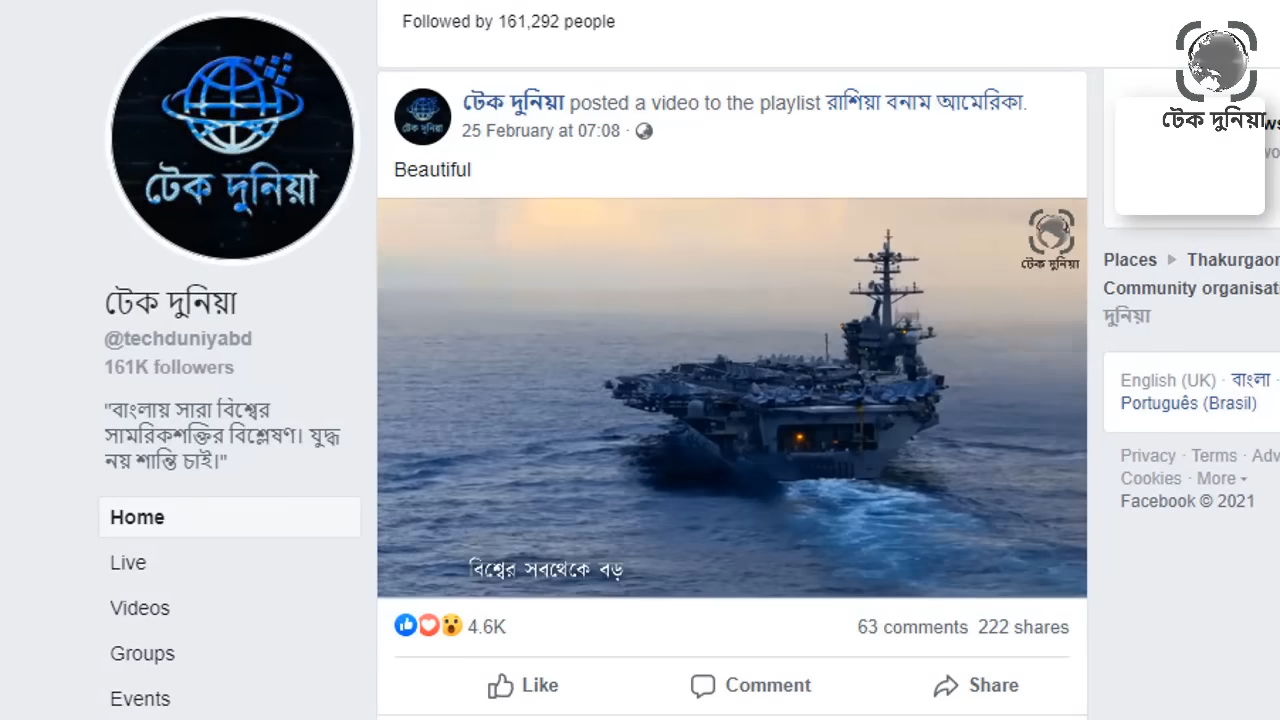 Followed by 161,292 people
টেক দুনিয়া
টেক দুনিয়া
@techduniyabd
161K followers
"বাংলায় সারা বিশ্বের
সামরিকশক্তির বিশ্লেষণ। যুদ্ধ
নয় শান্তি চাই।"
Home
Live
Videos
Groups
Events
টেক দুনিয়া posted a video to the playlist রাশিয়া বনাম আমেরিকা.
25 February at 07:08 ·
Beautiful
টেক দুনিয়া
বিশ্বের সবথেকে বড়
4.6K
63 comments 222 shares
Like Comment Share
টেক দুনিয়া
Places
Community organisat
দুনিয়া
English (UK) · বাংলা ·
Português (Brasil)
Privacy · Terms · Adv
Cookies · More
Facebook © 2021